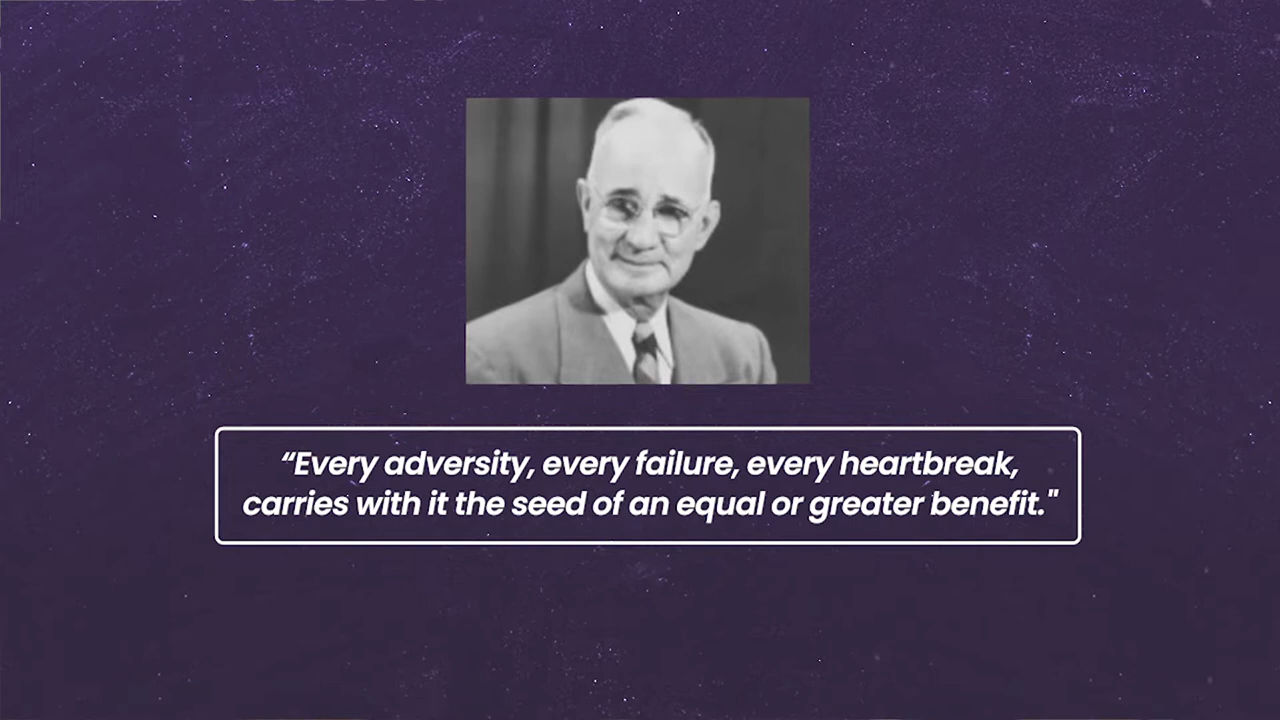 “Every adversity, every failure, every heartbreak,
carries with it the seed of an equal or greater benefit."